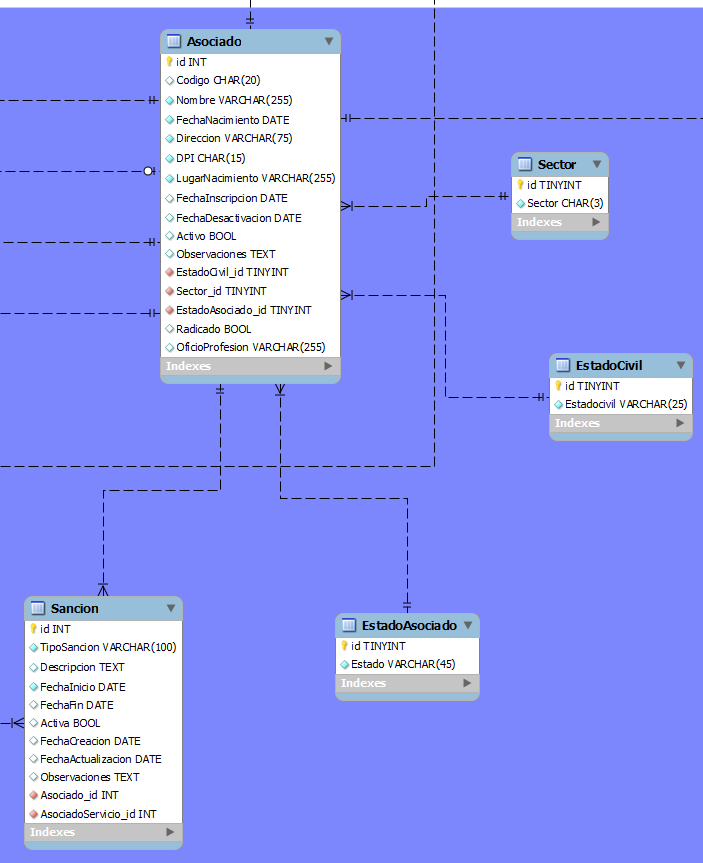 Asociado
id INT
Codigo CHAR(20)
Nombre VARCHAR(255)
FechaNacimiento DATE
Direccion VARCHAR(75)
DPI CHAR(15)
LugarNacimiento VARCHAR(255)
FechaInscripcion DATE
FechaDesactivacion DATE
Activo BOOL
Observaciones TEXT
EstadoCivil_id TINYINT
Sector_id TINYINT
EstadoAsociado_id TINYINT
Radicado BOOL
OficioProfesion VARCHAR(255)
Indexes
Sector
id TINYINT
Sector CHAR(3)
Indexes
EstadoCivil
id TINYINT
Estadocivil VARCHAR(25)
Indexes
Sancion
id INT
TipoSancion VARCHAR(100)
Descripcion TEXT
FechaInicio DATE
FechaFin DATE
Activa BOOL
FechaCreacion DATE
FechaActualizacion DATE
Observaciones TEXT
Asociado_id INT
AsociadoServicio_id INT
Indexes
EstadoAsociado
id TINYINT
Estado VARCHAR(45)
Indexes